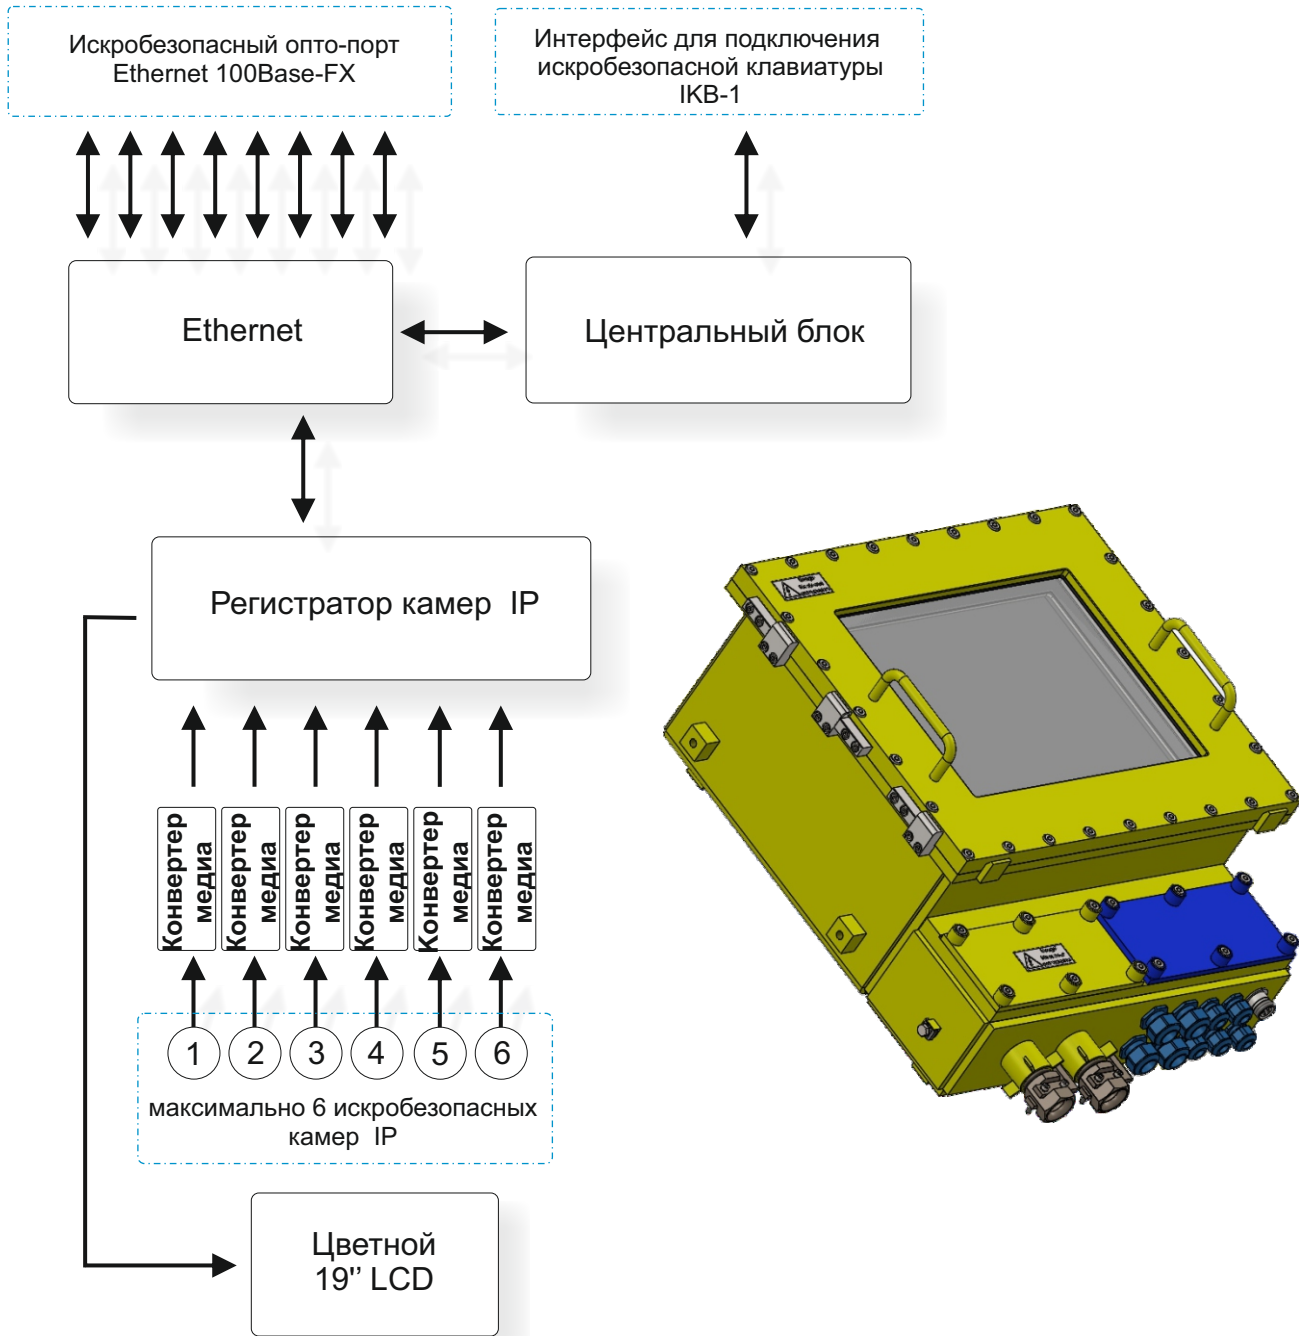 Искробезопасный опто-порт
Ethernet 100Base-FX
Интерфейс для подключения
искробезопасной клавиатуры
IKB-1
Ethernet
Центральный блок
Регистратор камер IP
Конвертер
медиа
Конвертер
медиа
Конвертер
медиа
Конвертер
медиа
Конвертер
медиа
Конвертер
медиа
1
2
3
4
5
6
максимально 6 искробезопасных
камер IP
Цветной
19'' LCD